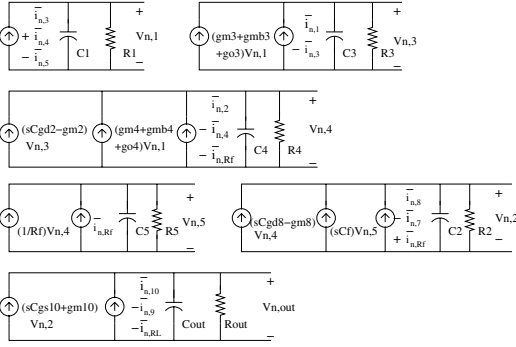 i̅n,3
+ i̅n,4
− i̅n,5
C1
R1
+
Vn,1
−
(gm3+gmb3
+go3)Vn,1
i̅n,1
− i̅n,3
C3
R3
+
Vn,3
−
(sCgd2−gm2)
Vn,3
(gm4+gmb4
+go4)Vn,1
i̅n,2
− i̅n,4
− i̅n,Rf
C4
R4
+
Vn,4
−
(1/Rf)Vn,4
i̅n,Rf
C5
R5
+
Vn,5
−
(sCgd8−gm8)
Vn,4
(sCf)Vn,5
i̅n,8
− i̅n,7
+ i̅n,Rf
C2
R2
+
Vn,2
−
(sCgs10+gm10)
Vn,2
i̅n,10
−i̅n,9
−i̅n,RL
Cout
Rout
+
Vn,out
−